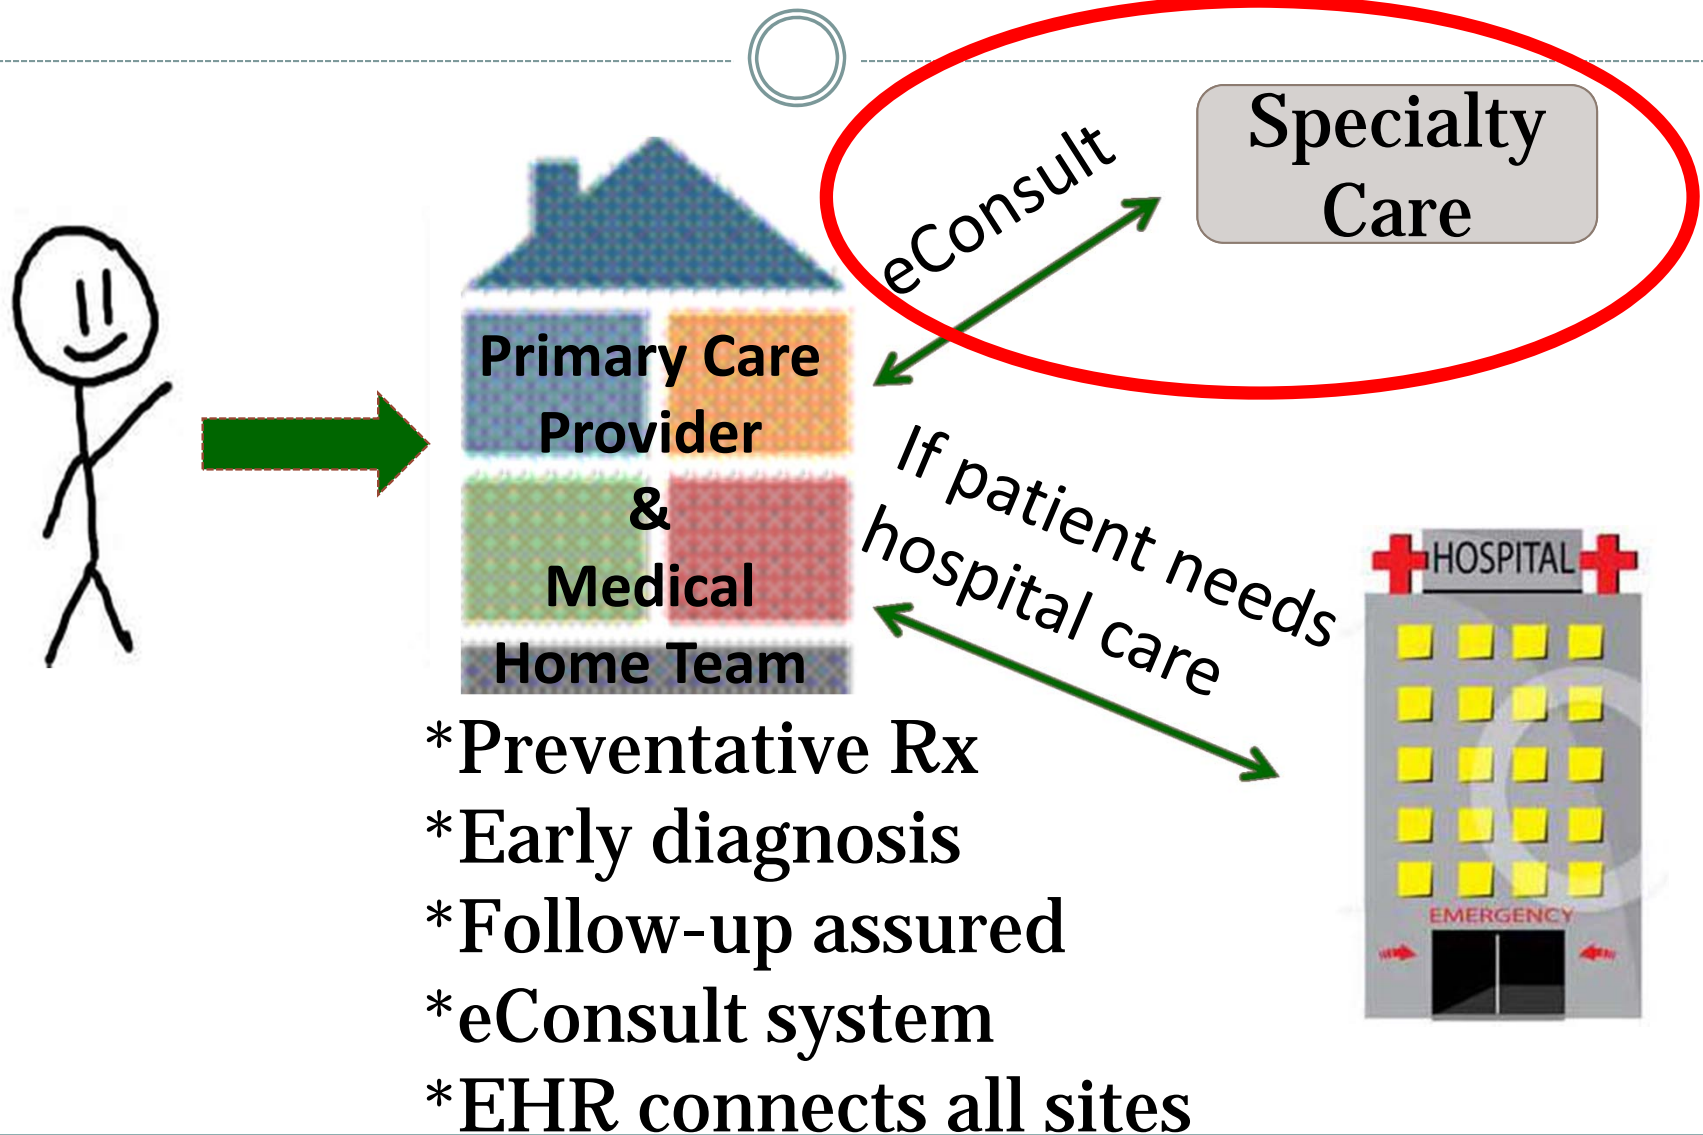 Specialty
Care
eConsult
Primary Care
Provider
&
Medical
Home Team
If patient needs
hospital care
HOSPITAL
EMERGENCY
*Preventative Rx
*Early diagnosis
*Follow-up assured
*eConsult system
*EHR connects all sites